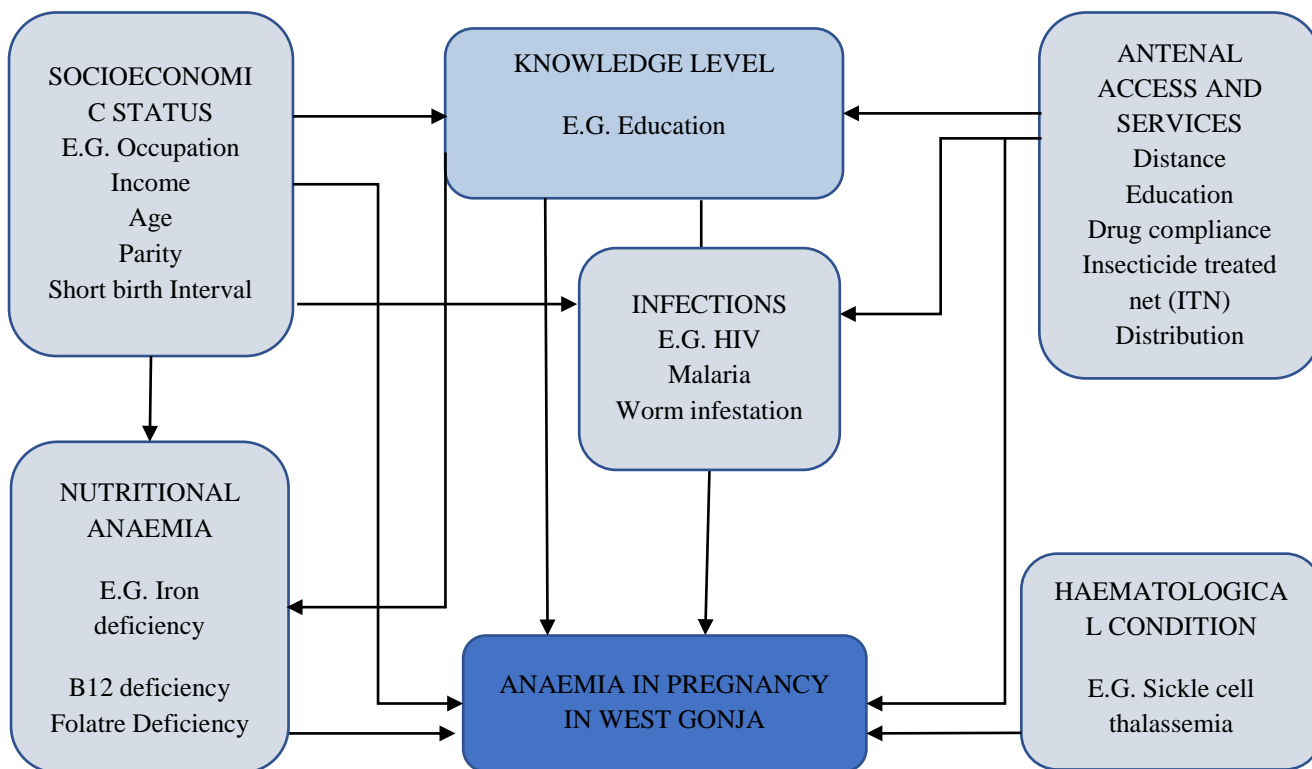 SOCIOECONOMI
C STATUS
E.G. Occupation
Income
Age
Parity
Short birth Interval
KNOWLEDGE LEVEL
E.G. Education
ANTENAL
ACCESS AND
SERVICES
Distance
Education
Drug compliance
Insecticide treated
net (ITN)
Distribution
INFECTIONS
E.G. HIV
Malaria
Worm infestation
NUTRITIONAL
ANAEMIA
E.G. Iron
deficiency
B12 deficiency
Folatre Deficiency
ANAEMIA IN PREGNANCY
IN WEST GONJA
HAEMATOLOGICA
L CONDITION
E.G. Sickle cell
thalassemia